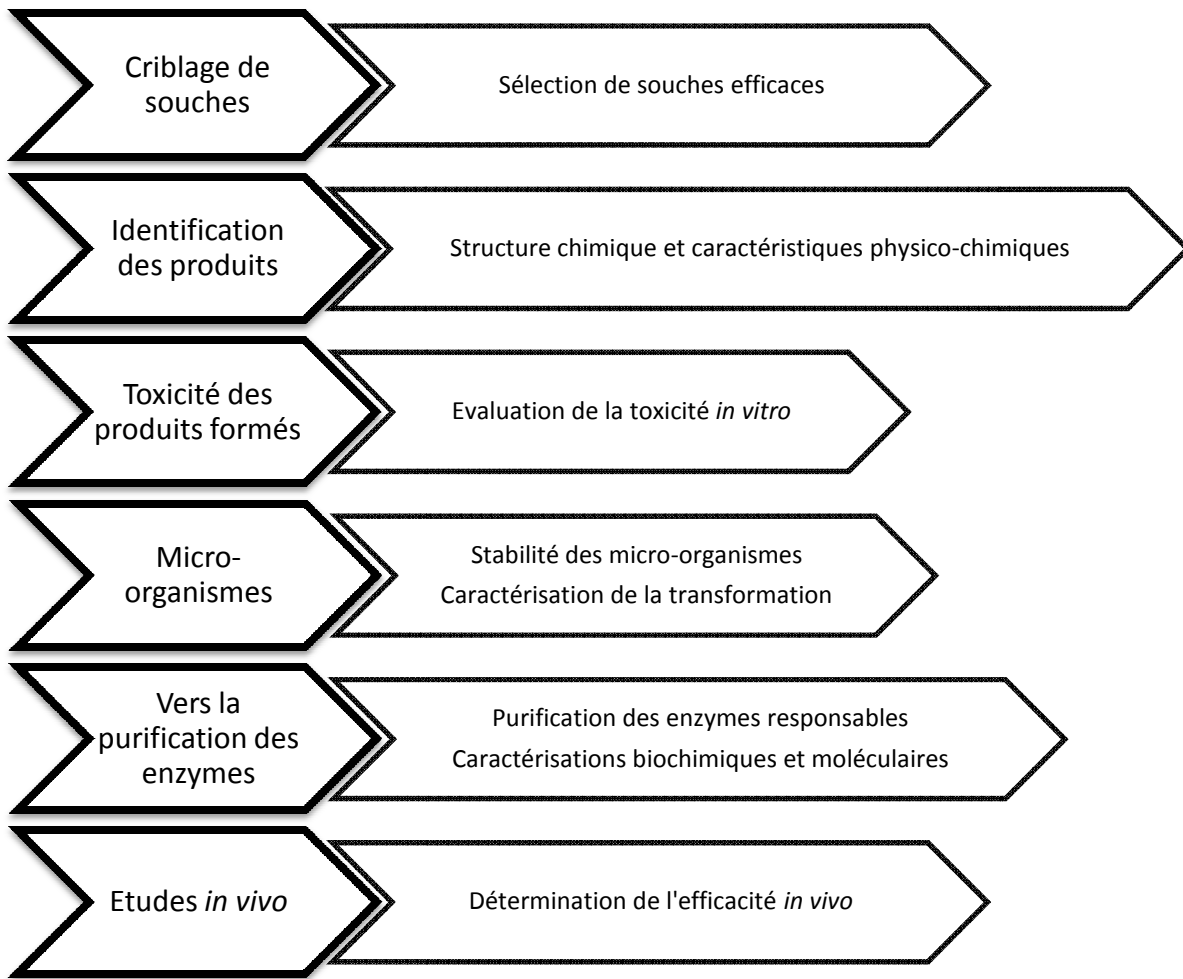 Criblage de
souches
Sélection de souches efficaces
Identification
des produits
Structure chimique et caractéristiques physico-chimiques
Toxicité des
produits formés
Evaluation de la toxicité in vitro
Micro-
organismes
Stabilité des micro-organismes
Caractérisation de la transformation
Vers la
purification des
enzymes
Purification des enzymes responsables
Caractérisations biochimiques et moléculaires
Etudes in vivo
Détermination de l'efficacité in vivo